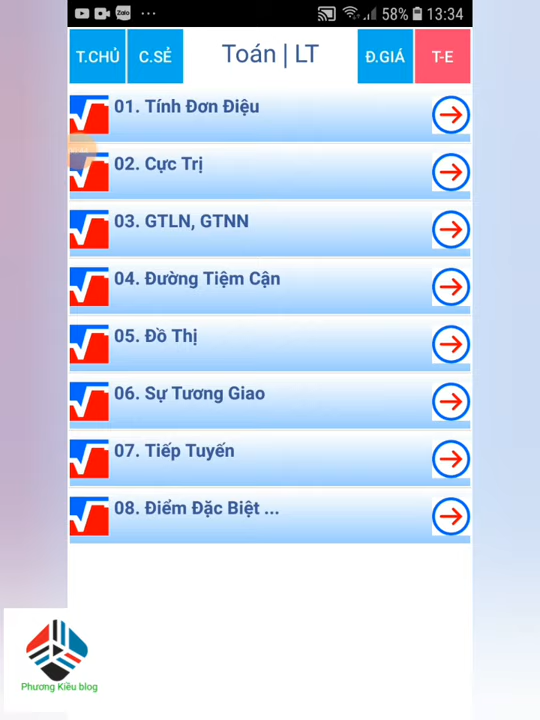 Zalo ... 58% 13:34
T.CHỦ C.SẺ Toán | LT Đ.GIÁ T-E
01. Tính Đơn Điệu
02. Cực Trị
03. GTLN, GTNN
04. Đường Tiệm Cận
05. Đồ Thị
06. Sự Tương Giao
07. Tiếp Tuyến
08. Điểm Đặc Biệt ...
Phương Kiều blog